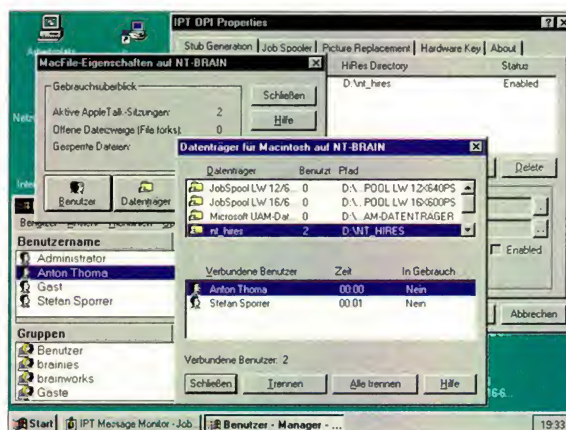 IPT OPI Properties
Stub Generation Job Spooler Picture Replacement Hardware Key About
HiRes Directory Status
D:\nt_hires Enabled
Delete
Enabled
Abbrechen
MacFile-Eigenschaften auf NT-BRAIN
Gebrauchsüberblick
Aktive AppleTalk-Sitzungen: 2
Offene Datenzweige (File forks): 0
Gesperrte Dateien:
Schließen
Hilfe
Benutzer
Datenträger
Datenträger für Macintosh auf NT-BRAIN
Datenträger Benutzt Pfad
JobSpool LW 12/6... 0 D:\...POOL LW 12×640PS
JobSpool LW 16/6... 0 D:\...POOL LW 16×600PS
Microsoft UAM-Dat... 0 D:\...AM-DATENTRÄGER
nt_hires 2 D:\NT_HIRES
Verbundene Benutzer Zeit In Gebrauch
Anton Thoma 00:00 Nein
Stefan Sporrer 00:01 Nein
Verbundene Benutzer: 2
Schließen
Trennen
Alle trennen
Hilfe
Benutzername
Administrator
Anton Thoma
Gast
Stefan Sporrer
Gruppen
Benutzer
brainies
brainworks
Gäste
Start
IPT Message Monitor - Job...
Benutzer - Manager - ...
19:33